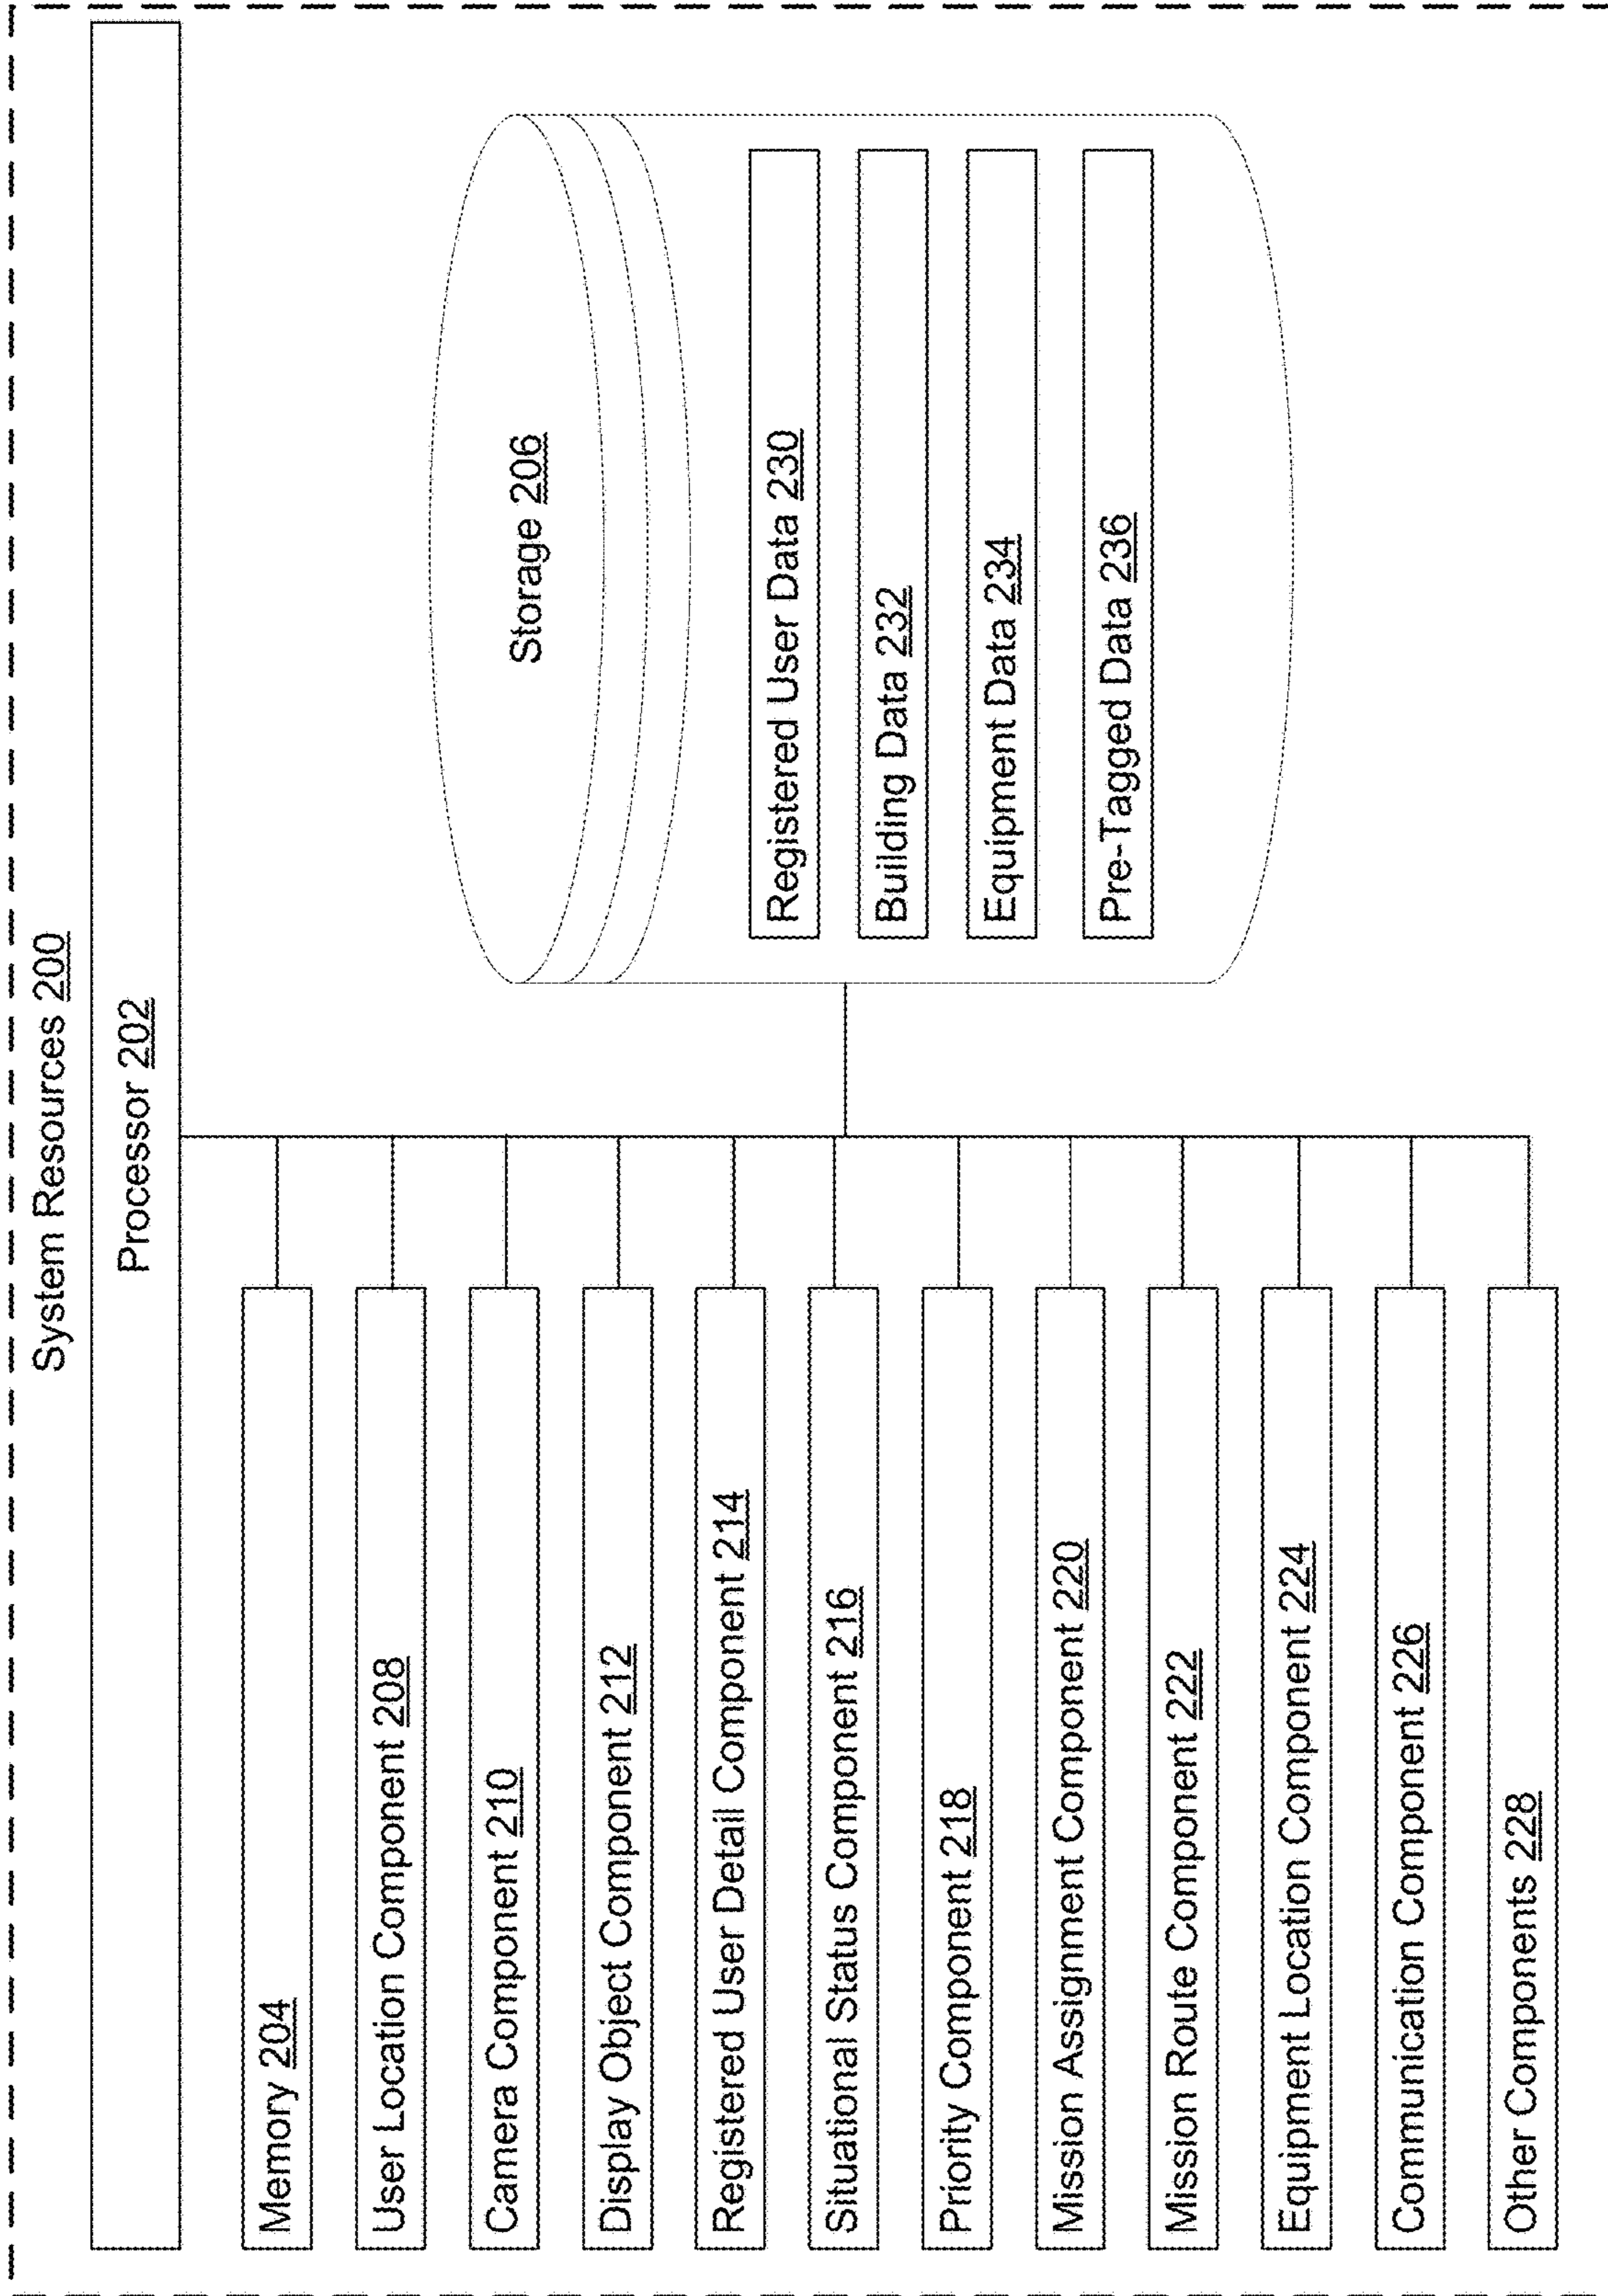 System Resources 200
Processor 202
Memory 204
User Location Component 208
Camera Component 210
Display Object Component 212
Registered User Detail Component 214
Situational Status Component 216
Priority Component 218
Mission Assignment Component 220
Mission Route Component 222
Equipment Location Component 224
Communication Component 226
Other Components 228
Storage 206
Registered User Data 230
Building Data 232
Equipment Data 234
Pre-Tagged Data 236